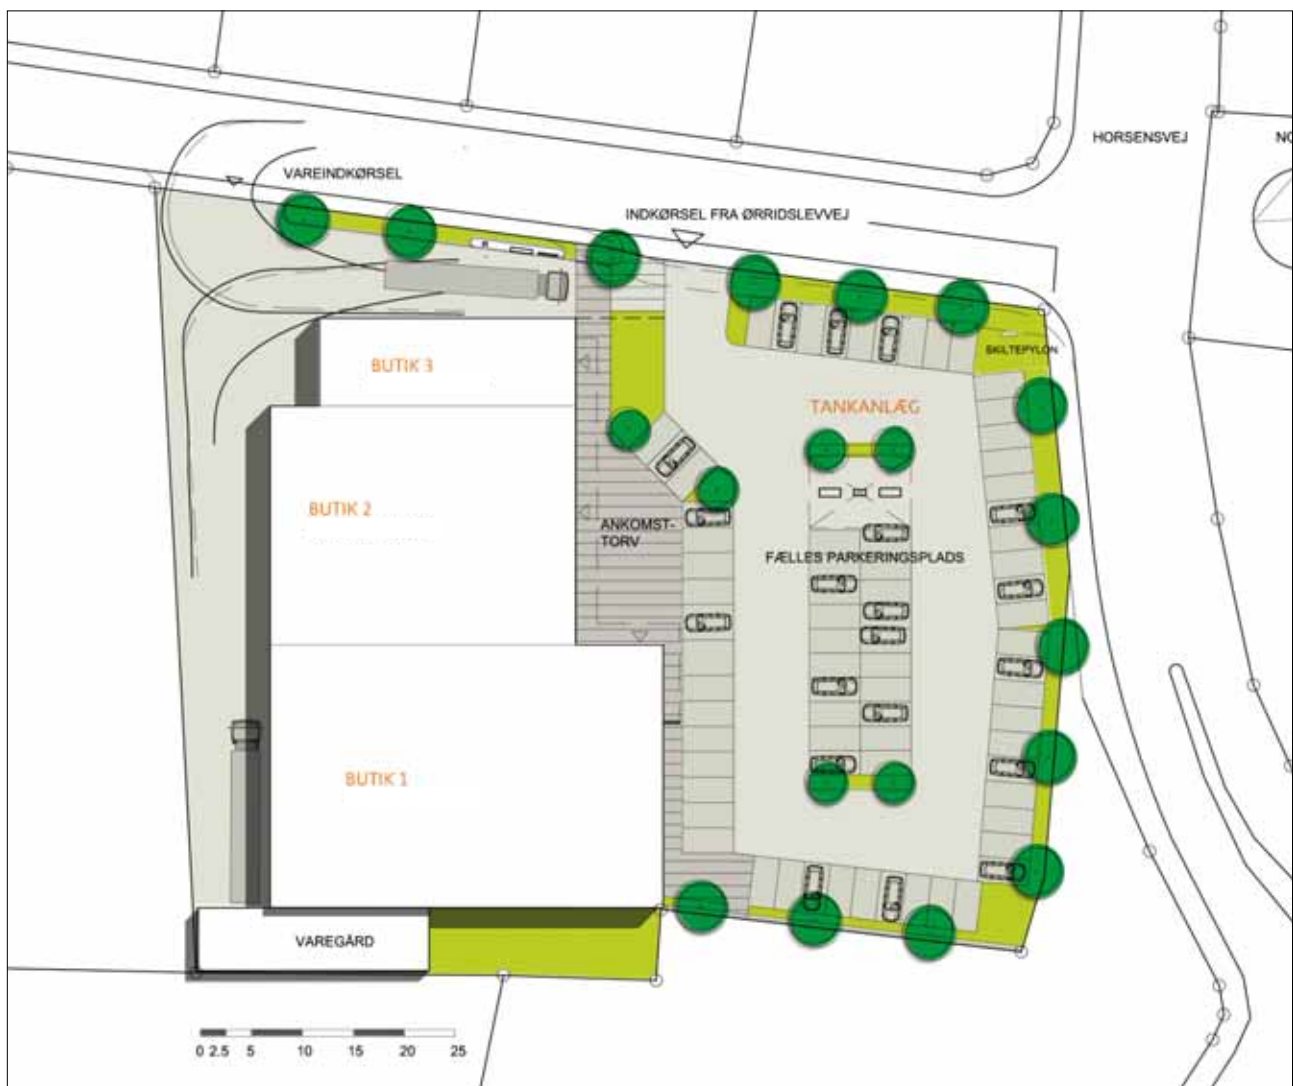 HORSENSVEJ
NO
VAREINDKØRSEL
INDKØRSEL FRA ØRRIDSLEVVEJ
SKILTEPYLON
BUTIK 3
TANKANLÆG
BUTIK 2
ANKOMST-
TORV
FÆLLES PARKERINGSPLADS
BUTIK 1
VAREGÅRD
0 2.5 5 10 15 20 25